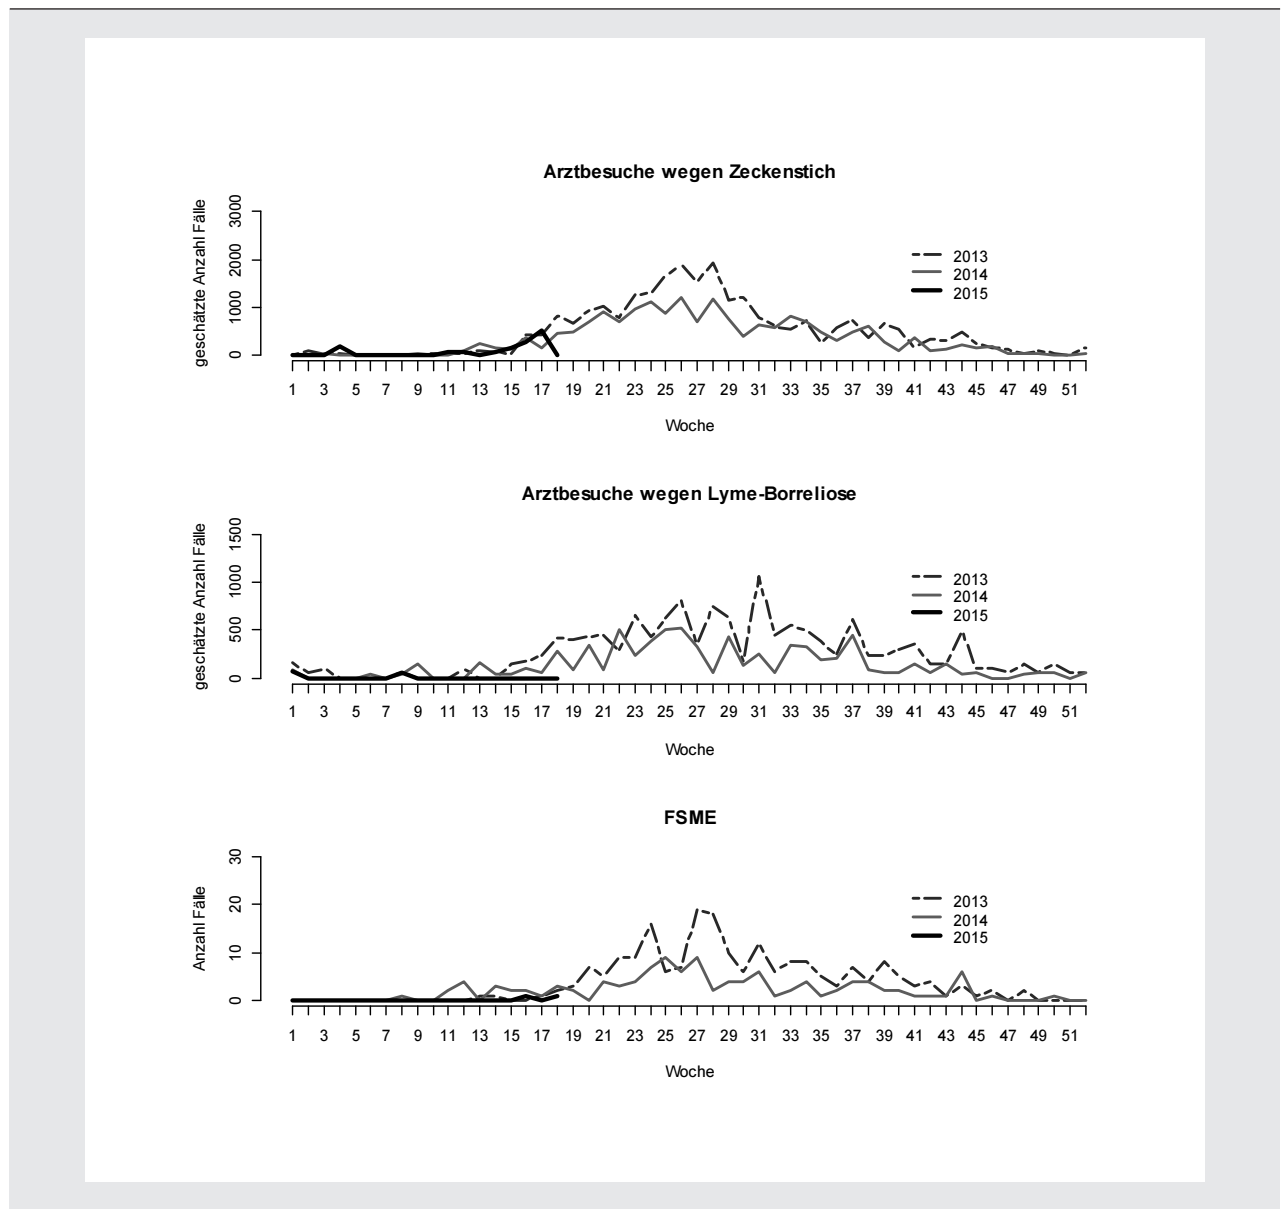 Arztbesuche wegen Zeckenstich
geschätzte Anzahl Fälle
3000
2000
1000
0
2013
2014
2015
1 3 5 7 9 11 13 15 17 19 21 23 25 27 29 31 33 35 37 39 41 43 45 47 49 51
Woche
Arztbesuche wegen Lyme-Borreliose
geschätzte Anzahl Fälle
1500
1000
500
0
2013
2014
2015
1 3 5 7 9 11 13 15 17 19 21 23 25 27 29 31 33 35 37 39 41 43 45 47 49 51
Woche
FSME
Anzahl Fälle
30
20
10
0
2013
2014
2015
1 3 5 7 9 11 13 15 17 19 21 23 25 27 29 31 33 35 37 39 41 43 45 47 49 51
Woche